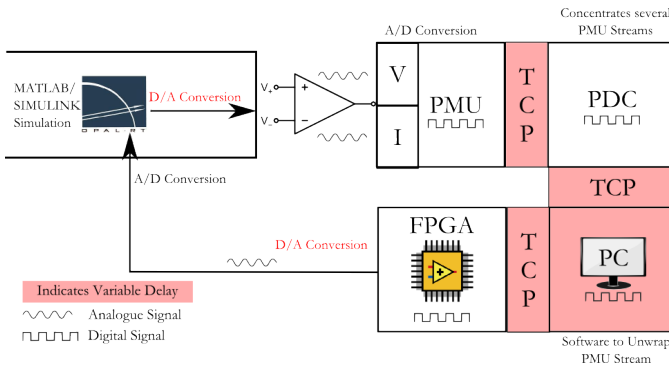 Concentrates several
PMU Streams
A/D Conversion
MATLAB/
SIMULINK
Simulation
OPAL-RT
D/A Conversion
V+
V−
+
−
V
I
PMU
T
C
P
PDC
TCP
A/D Conversion
D/A Conversion
FPGA
T
C
P
PC
Indicates Variable Delay
Analogue Signal
Digital Signal
Software to Unwrap
PMU Stream